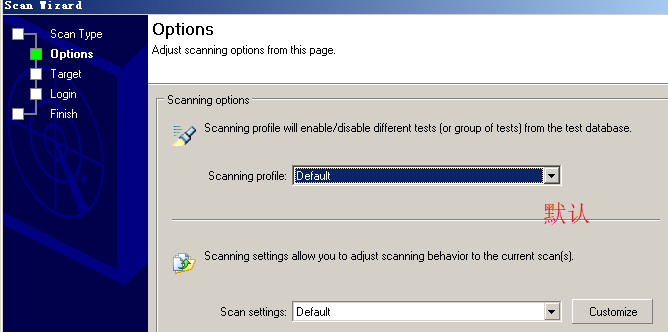 Scan Wizard
Scan Type
Options
Target
Login
Finish
Options
Adjust scanning options from this page.
Scanning options
Scanning profile will enable/disable different tests (or group of tests) from the test database.
Scanning profile: Default
默认
Scanning settings allow you to adjust scanning behavior to the current scan(s).
Scan settings: Default Customize